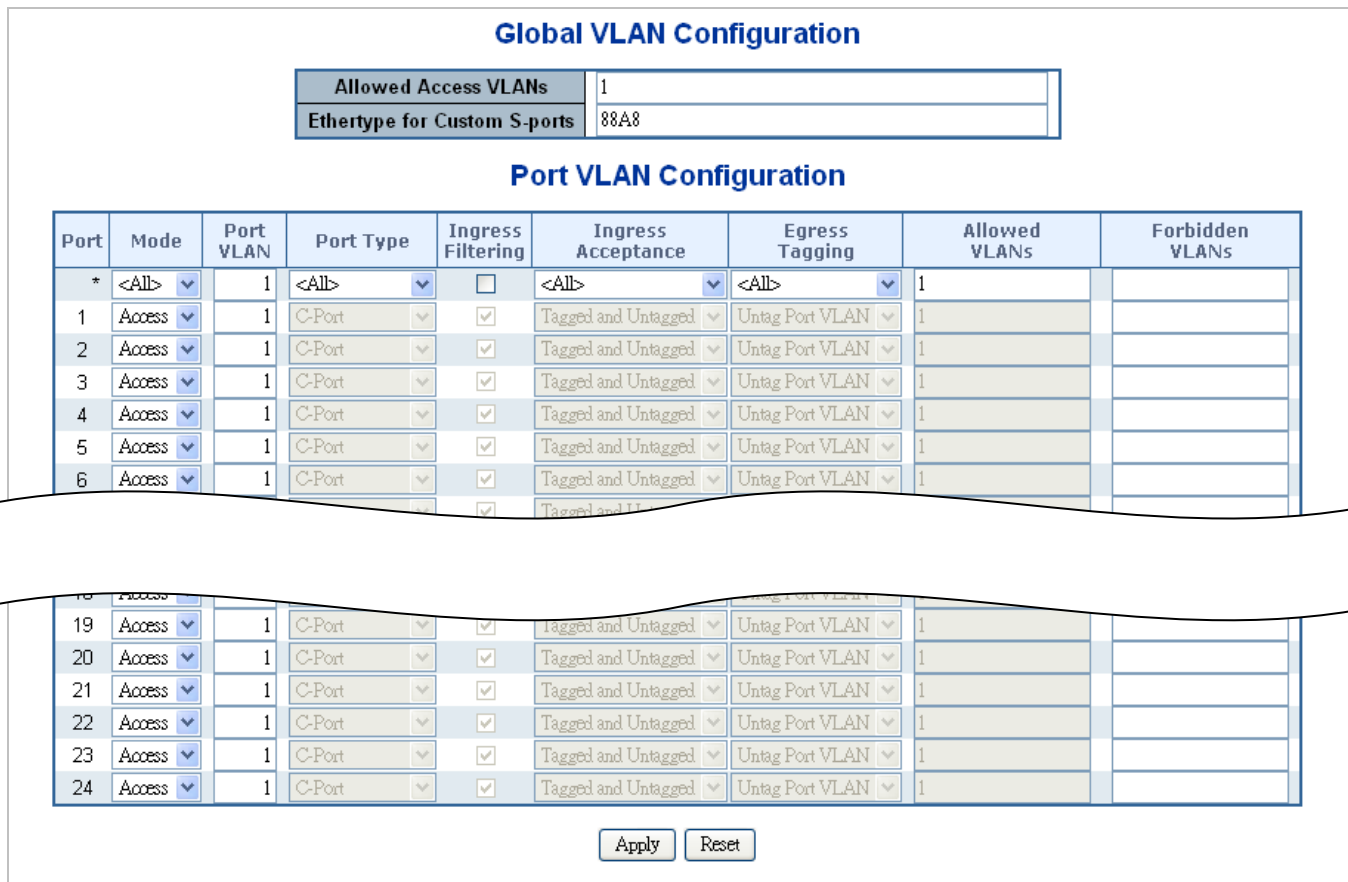 Global VLAN Configuration
Allowed Access VLANs 1
Ethertype for Custom S-ports 88A8
Port VLAN Configuration
Port Mode Port VLAN Port Type Ingress Filtering Ingress Acceptance Egress Tagging Allowed VLANs Forbidden VLANs
* <All> 1 <All> <All> <All> 1
1 Access 1 C-Port Tagged and Untagged Untag Port VLAN 1
2 Access 1 C-Port Tagged and Untagged Untag Port VLAN 1
3 Access 1 C-Port Tagged and Untagged Untag Port VLAN 1
4 Access 1 C-Port Tagged and Untagged Untag Port VLAN 1
5 Access 1 C-Port Tagged and Untagged Untag Port VLAN 1
6 Access 1 C-Port Tagged and Untagged Untag Port VLAN 1
Tagged and
19 Access 1 C-Port Tagged and Untagged Untag Port VLAN 1
20 Access 1 C-Port Tagged and Untagged Untag Port VLAN 1
21 Access 1 C-Port Tagged and Untagged Untag Port VLAN 1
22 Access 1 C-Port Tagged and Untagged Untag Port VLAN 1
23 Access 1 C-Port Tagged and Untagged Untag Port VLAN 1
24 Access 1 C-Port Tagged and Untagged Untag Port VLAN 1
Apply Reset